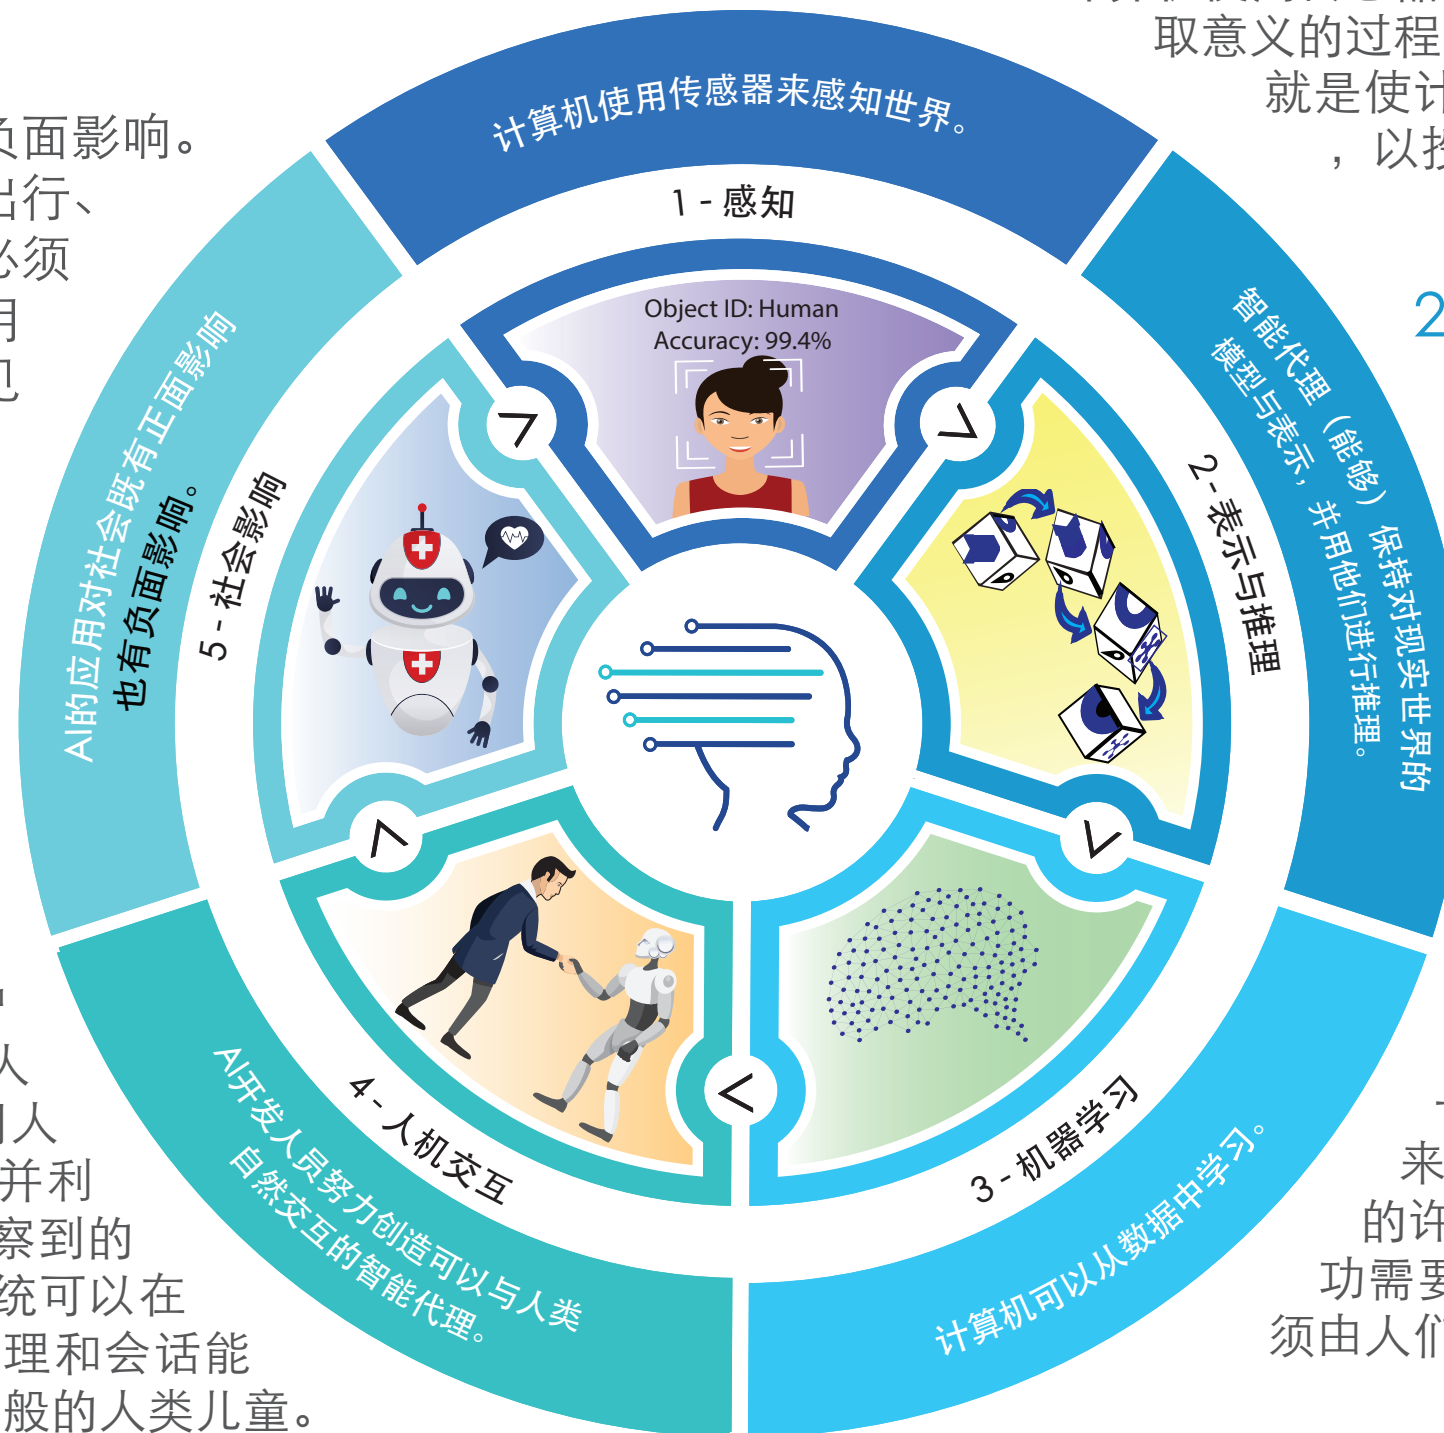 取意义的过程
就是使计
，以
负面影响。
出行、
必须
2
计算机使用传感器来感知世界。
1 - 感知
Object ID: Human
Accuracy: 99.4%
智能代理（能够）保持对现实世界的
模型与表示，并用他们进行推理。
2 - 表示与推理
3 - 机器学习
计算机可以从数据中学习。
4 - 人机交互
AI开发人员努力创造可以与人类
自然交互的智能代理。
5 - 社会影响
AI的应用对社会既有正面影响
也有负面影响。
人
人
并利
察到的
统可以在
理和会话能
般的人类儿童。
来
的许
功需要
须由人们